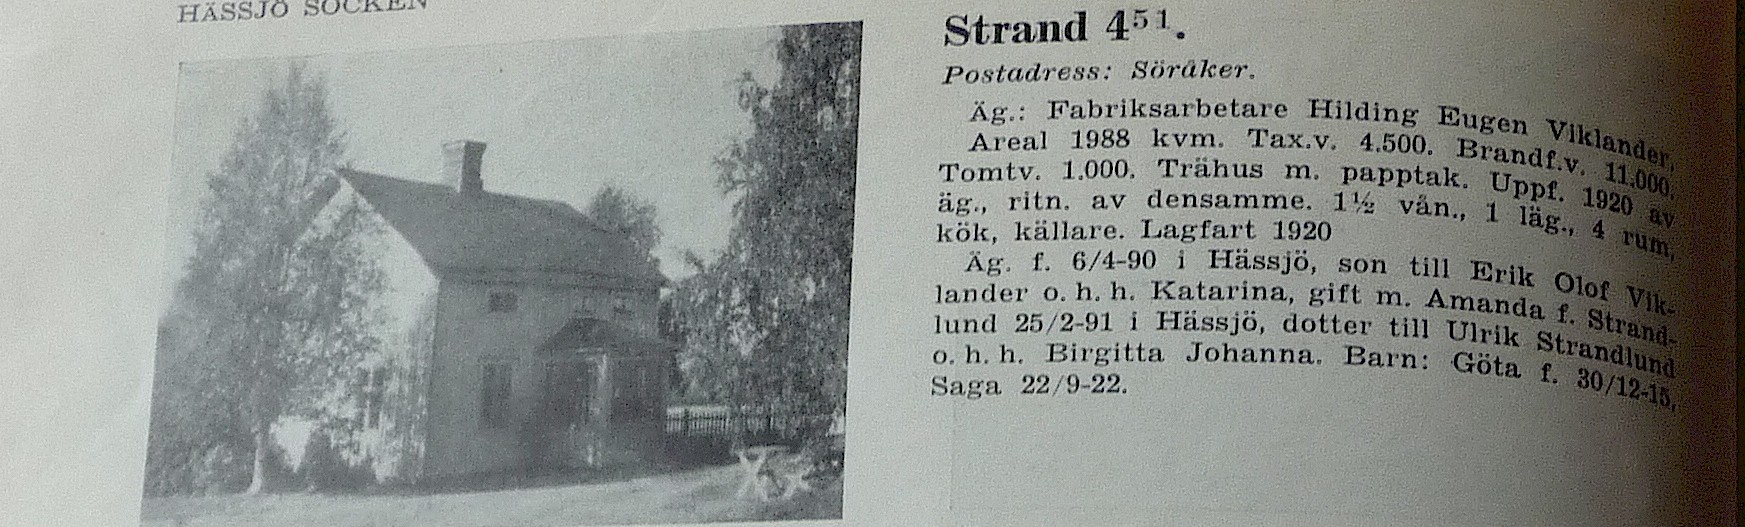 HÄSSJÖ SOCKEN
Strand 4⁵¹.
Postadress: Söråker.
Äg.: Fabriksarbetare Hilding Eugen Viklander.
Areal 1988 kvm. Tax.v. 4.500. Brandf.v. 11.000.
Tomtv. 1.000. Trähus m. papptak. Uppf. 1920 av
äg., ritn. av densamme. 1½ vån., 1 läg., 4 rum,
kök, källare. Lagfart 1920
Äg. f. 6/4-90 i Hässjö, son till Erik Olof Vik-
lander o. h. h. Katarina, gift m. Amanda f. Strand-
lund 25/2-91 i Hässjö, dotter till Ulrik Strandlund
o. h. h. Birgitta Johanna. Barn: Göta f. 30/12-15,
Saga 22/9-22.